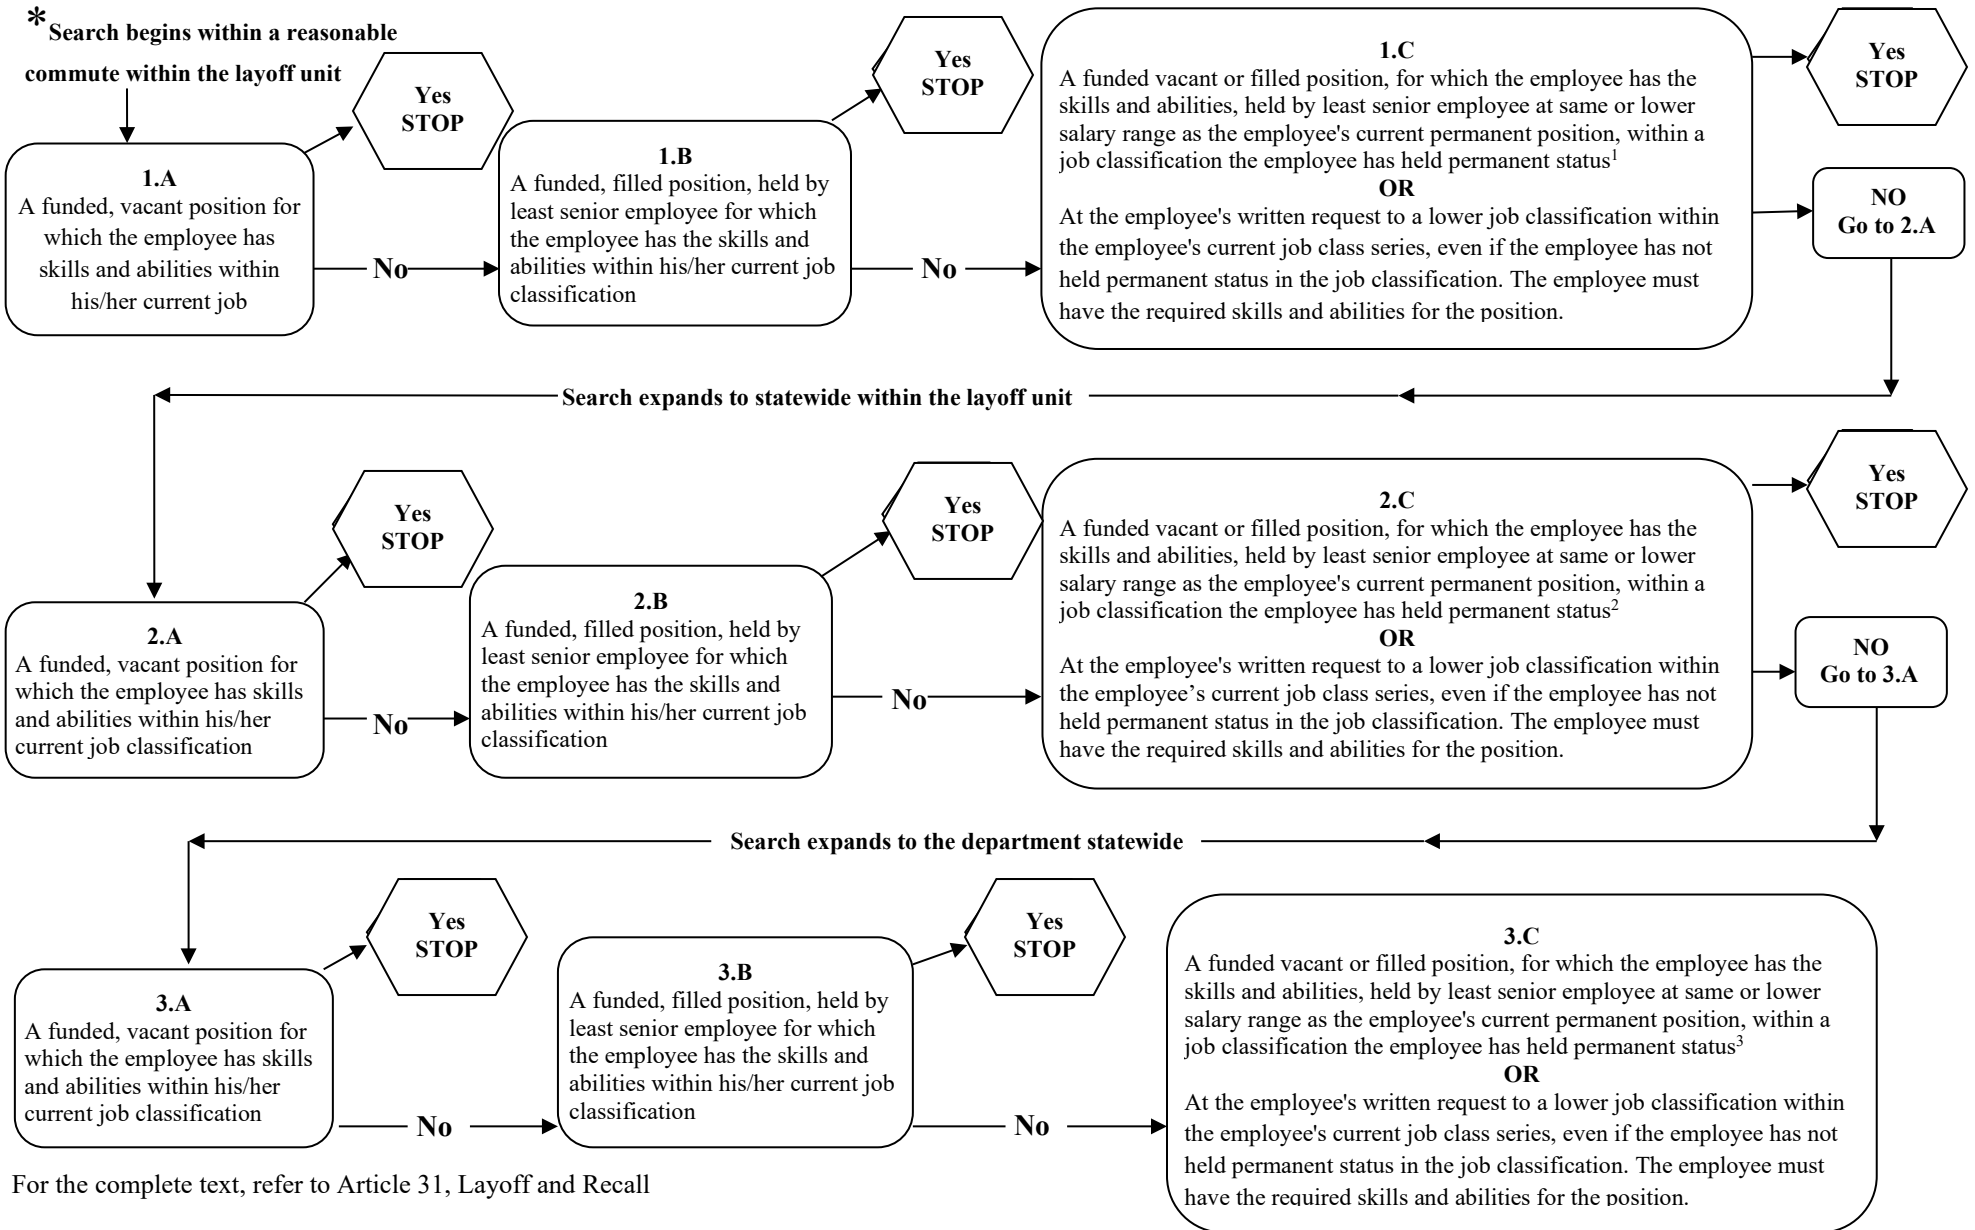 *Search begins within a reasonable
commute within the layoff unit
Yes
STOP
1.A
A funded, vacant position for
which the employee has
skills and abilities within
his/her current job
No
Yes
STOP
1.B
A funded, filled position, held by
least senior employee for which
the employee has the skills and
abilities within his/her current job
classification
No
1.C
A funded vacant or filled position, for which the employee has the
skills and abilities, held by least senior employee at same or lower
salary range as the employee's current permanent position, within a
job classification the employee has held permanent status1
OR
At the employee's written request to a lower job classification within
the employee's current job class series, even if the employee has not
held permanent status in the job classification. The employee must
have the required skills and abilities for the position.
Yes
STOP
NO
Go to 2.A
Search expands to statewide within the layoff unit
Yes
STOP
2.A
A funded, vacant position for
which the employee has skills
and abilities within his/her
current job classification
No
Yes
STOP
2.B
A funded, filled position, held by
least senior employee for which
the employee has the skills and
abilities within his/her current job
classification
No
2.C
A funded vacant or filled position, for which the employee has the
skills and abilities, held by least senior employee at same or lower
salary range as the employee's current permanent position, within a
job classification the employee has held permanent status2
OR
At the employee's written request to a lower job classification within
the employee’s current job class series, even if the employee has not
held permanent status in the job classification. The employee must
have the required skills and abilities for the position.
Yes
STOP
NO
Go to 3.A
Search expands to the department statewide
Yes
STOP
3.A
A funded, vacant position for
which the employee has skills
and abilities within his/her
current job classification
No
Yes
STOP
3.B
A funded, filled position, held by
least senior employee for which
the employee has the skills and
abilities within his/her current job
classification
No
3.C
A funded vacant or filled position, for which the employee has the
skills and abilities, held by least senior employee at same or lower
salary range as the employee's current permanent position, within a
job classification the employee has held permanent status3
OR
At the employee's written request to a lower job classification within
the employee's current job class series, even if the employee has not
held permanent status in the job classification. The employee must
have the required skills and abilities for the position.
For the complete text, refer to Article 31, Layoff and Recall